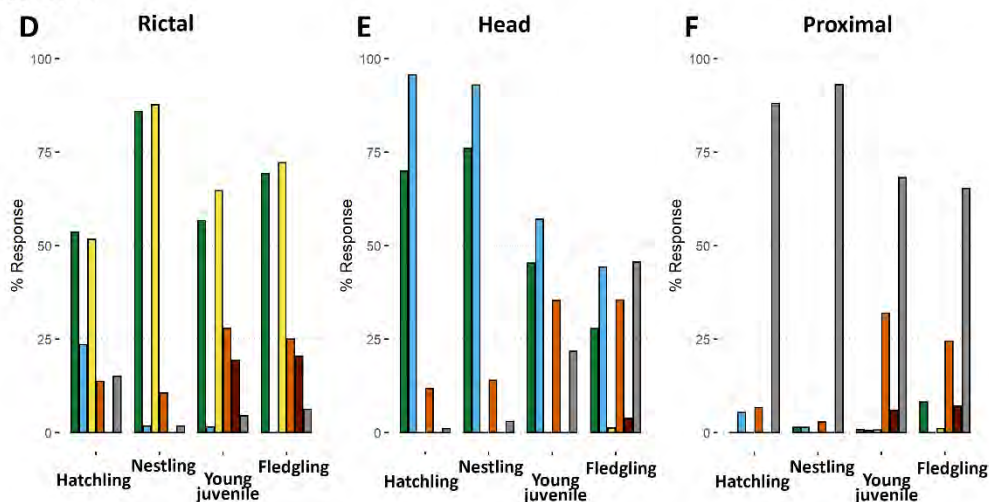 D Rictal
100
75
50
25
0
% Response
Hatchling
Nestling
Young
juvenile
Fledgling
E Head
100
75
50
25
0
% Response
Hatchling
Nestling
Young
juvenile
Fledgling
F Proximal
100
75
50
25
0
% Response
Hatchling
Nestling
Young
juvenile
Fledgling